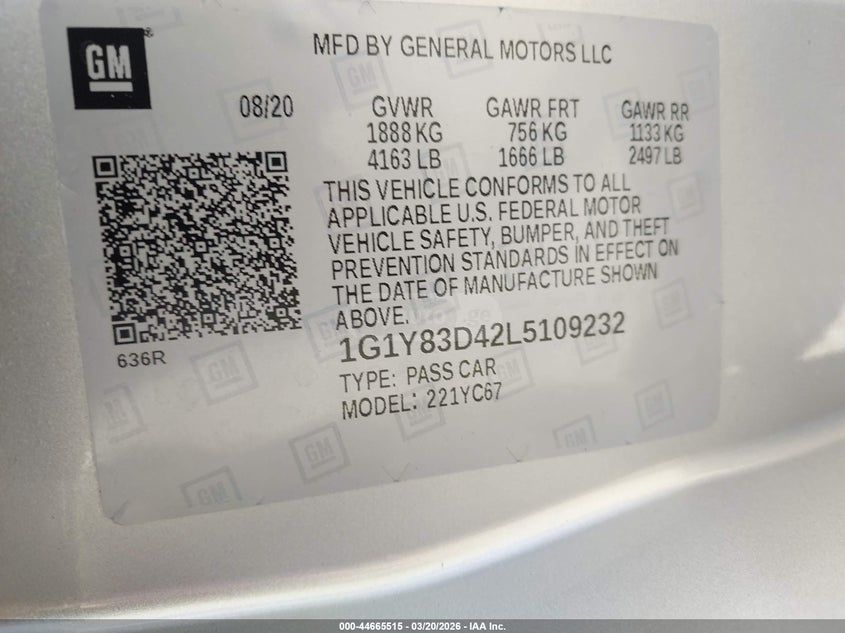 GM
MFD BY GENERAL MOTORS LLC
08/20 GVWR GAWR FRT GAWR RR
1888 KG 756 KG 1133 KG
4163 LB 1666 LB 2497 LB
THIS VEHICLE CONFORMS TO ALL
APPLICABLE U.S. FEDERAL MOTOR
VEHICLE SAFETY, BUMPER, AND THEFT
PREVENTION STANDARDS IN EFFECT ON
THE DATE OF MANUFACTURE SHOWN
ABOVE.
1G1Y83D42L5109232
636R
TYPE: PASS CAR
MODEL: 221YC67
000-44665515 — 03/20/2026 — IAA Inc.